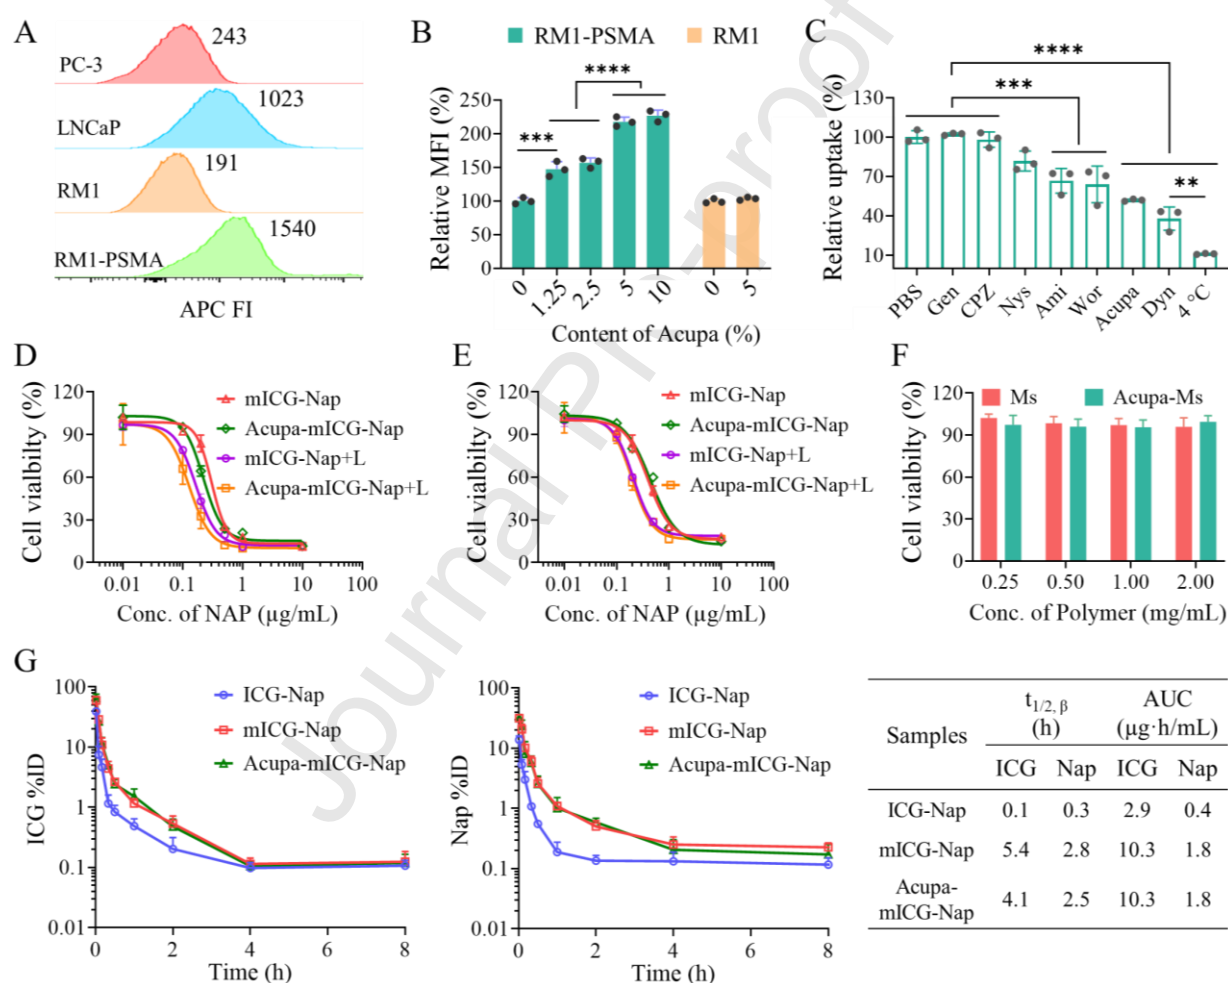 A
243
PC-3
1023
LNCaP
191
RM1
1540
RM1-PSMA
APC FI
B
RM1-PSMA
RM1
Relative MFI (%)
250
200
150
100
50
0
***
****
0
1.25
2.5
5
10
0
5
Content of Acupa (%)
C
Relative uptake (%)
130
100
70
40
10
****
***
**
PBS
Gen
CPZ
Nys
Ami
Wor
Acupa
Dyn
4 °C
D
Cell vialbilty (%)
120
90
60
30
0
mICG-Nap
Acupa-mICG-Nap
mICG-Nap+L
Acupa-mICG-Nap+L
0.01 0.1 1 10 100
Conc. of NAP (µg/mL)
E
Cell vialbilty (%)
120
90
60
30
0
mICG-Nap
Acupa-mICG-Nap
mICG-Nap+L
Acupa-mICG-Nap+L
0.01 0.1 1 10 100
Conc. of NAP (µg/mL)
F
Cell vialbilty (%)
120
90
60
30
0
Ms
Acupa-Ms
0.25 0.50 1.00 2.00
Conc. of Polymer (mg/mL)
G
ICG %ID
100
10
1
0.1
0.01
ICG-Nap
mICG-Nap
Acupa-mICG-Nap
0 2 4 6 8
Time (h)
Nap %ID
100
10
1
0.1
0.01
ICG-Nap
mICG-Nap
Acupa-mICG-Nap
0 2 4 6 8
Time (h)
Samples
t1/2, β
(h)
AUC
(µg·h/mL)
ICG Nap ICG Nap
ICG-Nap 0.1 0.3 2.9 0.4
mICG-Nap 5.4 2.8 10.3 1.8
Acupa-
mICG-Nap 4.1 2.5 10.3 1.8
Journal Pre-proof